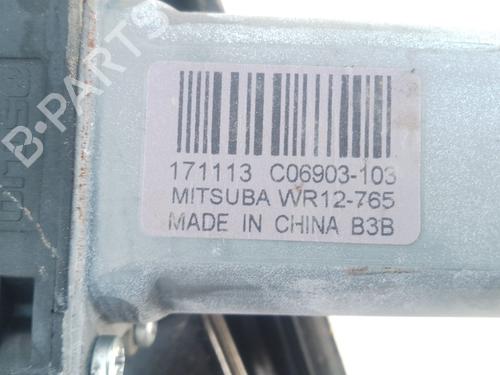 B-PARTS
171113 C06903-103
MITSUBA WR12-765
MADE IN CHINA B3B